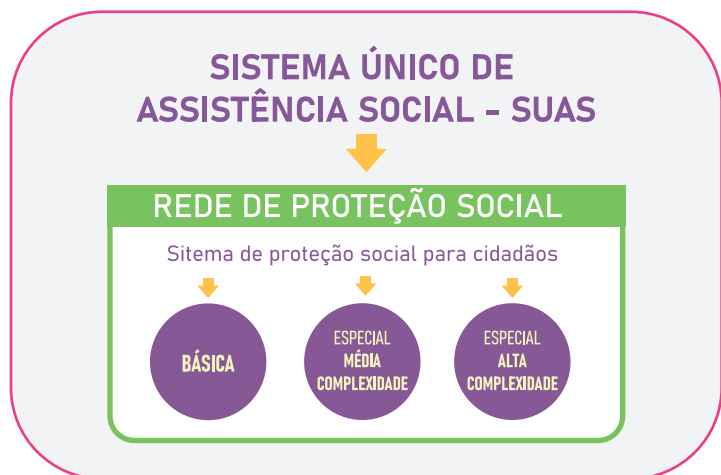 SISTEMA ÚNICO DE
ASSISTÊNCIA SOCIAL - SUAS
REDE DE PROTEÇÃO SOCIAL
Sitema de proteção social para cidadãos
BÁSICA
ESPECIAL
MÉDIA
COMPLEXIDADE
ESPECIAL
ALTA
COMPLEXIDADE